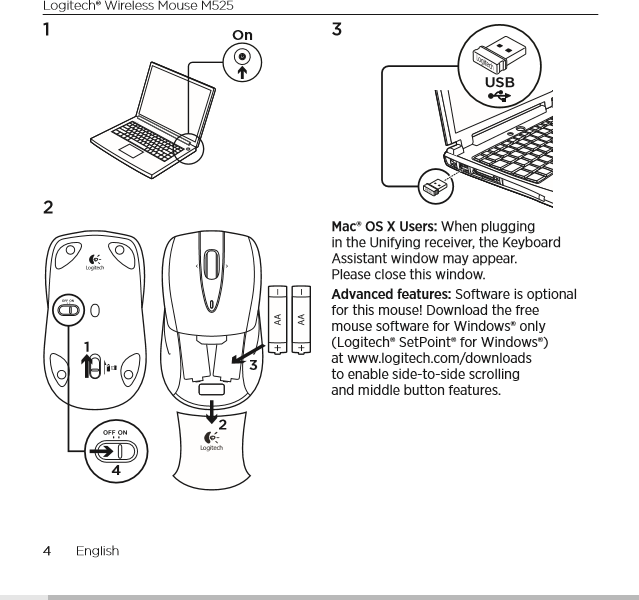 Logitech® Wireless Mouse M525
1
On
2
OFF ON
1
Logitech
AA
AA
3
2
Logitech
OFF ON
4
3
Logitech
USB
Mac® OS X Users: When plugging
in the Unifying receiver, the Keyboard
Assistant window may appear.
Please close this window.
Advanced features: Software is optional
for this mouse! Download the free
mouse software for Windows® only
(Logitech® SetPoint® for Windows®)
at www.logitech.com/downloads
to enable side-to-side scrolling
and middle button features.
4 English